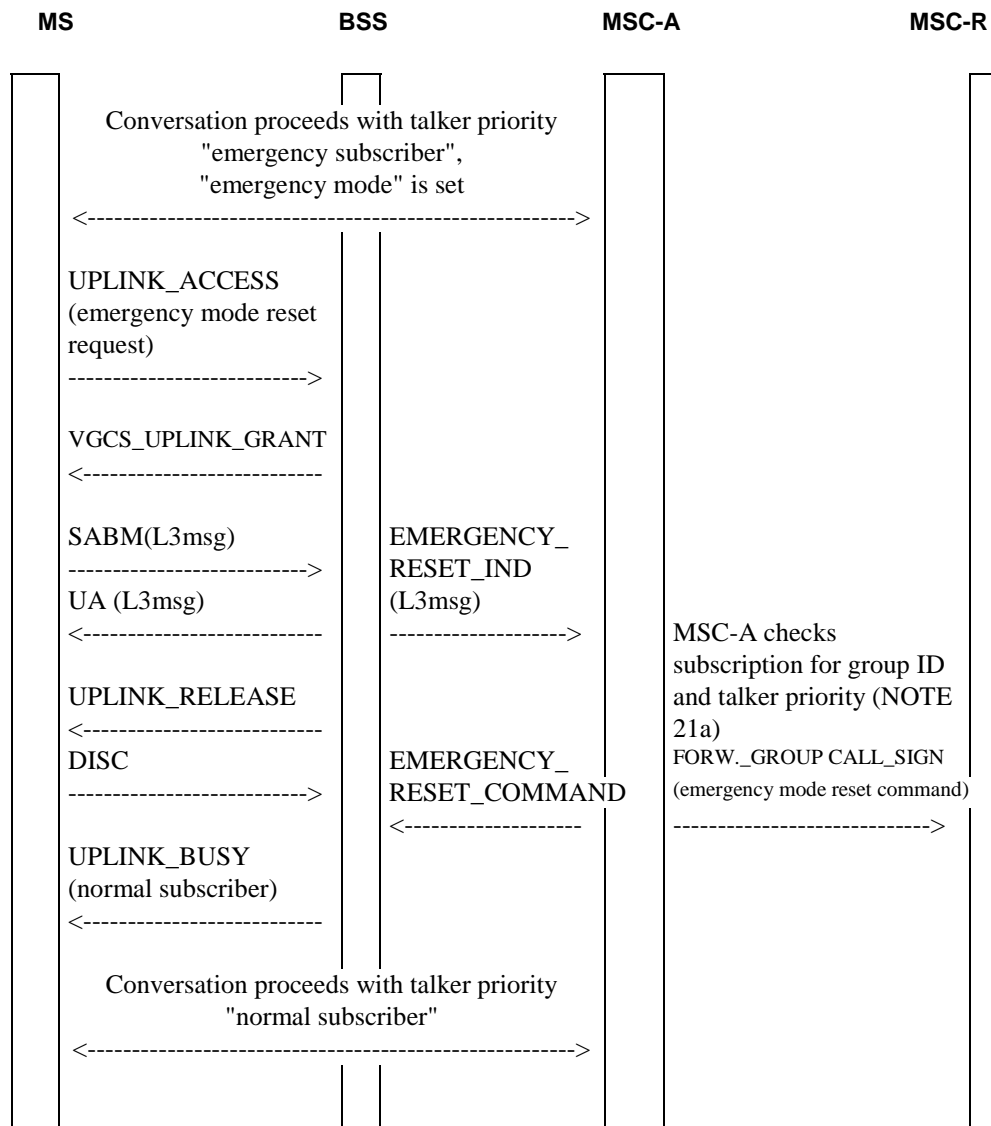 MS BSS MSC-A MSC-R
Conversation proceeds with talker priority
"emergency subscriber",
"emergency mode" is set
<---------------------------------------------------------->
UPLINK_ACCESS
(emergency mode reset
request)
--------------------------->
VGCS_UPLINK_GRANT
<---------------------------
SABM(L3msg)
--------------------------->
UA (L3msg)
<---------------------------
EMERGENCY_
RESET_IND
(L3msg)
-------------------->
MSC-A checks
subscription for group ID
and talker priority (NOTE
21a)
UPLINK_RELEASE
<---------------------------
DISC
--------------------------->
EMERGENCY_
RESET_COMMAND
<--------------------
FORW._GROUP CALL_SIGN
(emergency mode reset command)
----------------------------->
UPLINK_BUSY
(normal subscriber)
<---------------------------
Conversation proceeds with talker priority
"normal subscriber"
<-------------------------------------------------------->